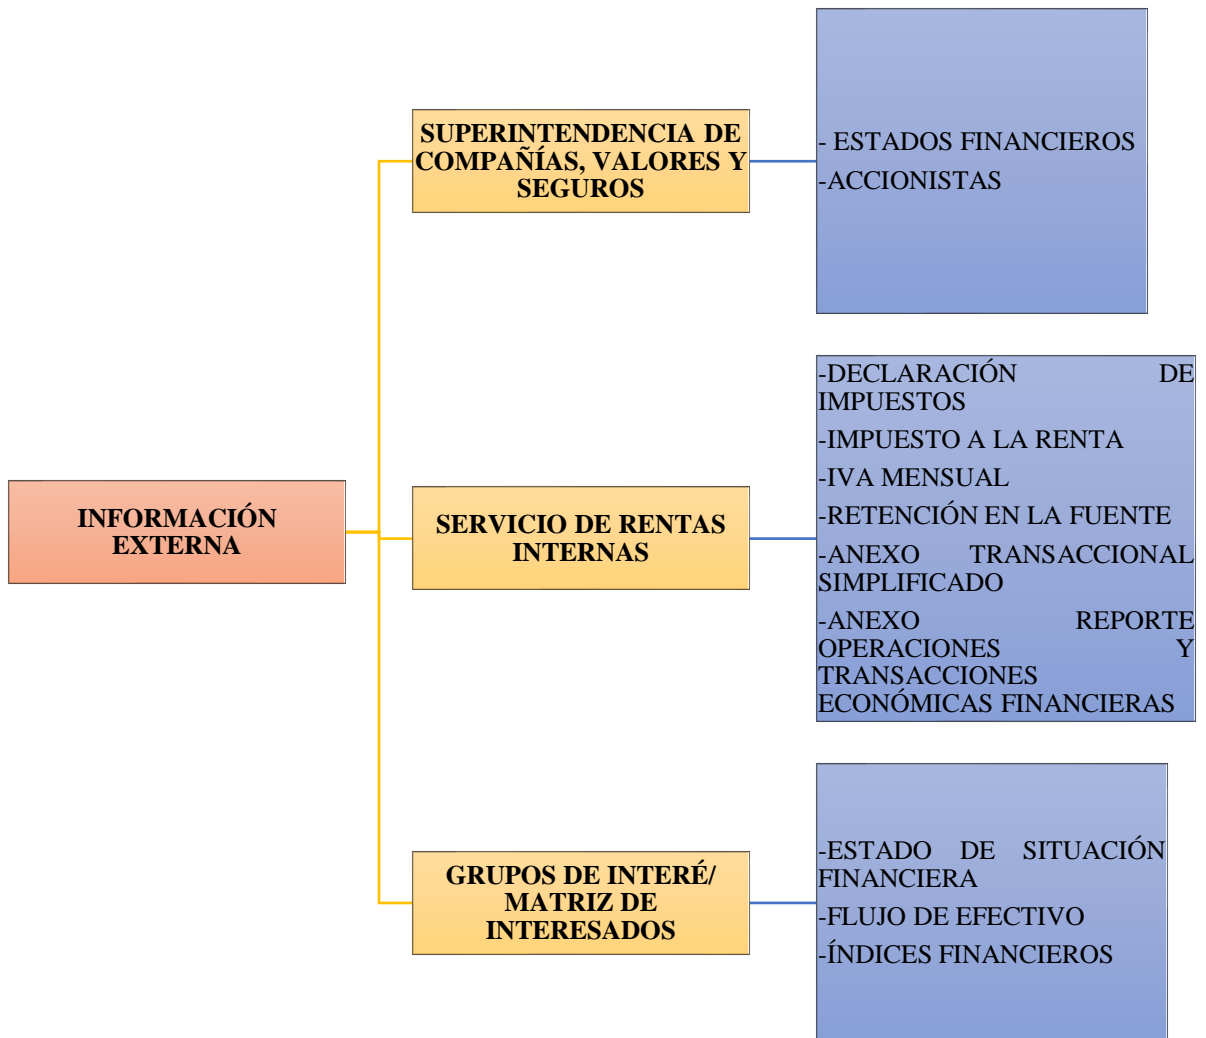 INFORMACIÓN
EXTERNA
SUPERINTENDENCIA DE
COMPAÑÍAS, VALORES Y
SEGUROS
- ESTADOS FINANCIEROS
-ACCIONISTAS
SERVICIO DE RENTAS
INTERNAS
-DECLARACIÓN DE
IMPUESTOS
-IMPUESTO A LA RENTA
-IVA MENSUAL
-RETENCIÓN EN LA FUENTE
-ANEXO TRANSACCIONAL
SIMPLIFICADO
-ANEXO REPORTE
OPERACIONES Y
TRANSACCIONES
ECONÓMICAS FINANCIERAS
GRUPOS DE INTERÉ/
MATRIZ DE
INTERESADOS
-ESTADO DE SITUACIÓN
FINANCIERA
-FLUJO DE EFECTIVO
-ÍNDICES FINANCIEROS